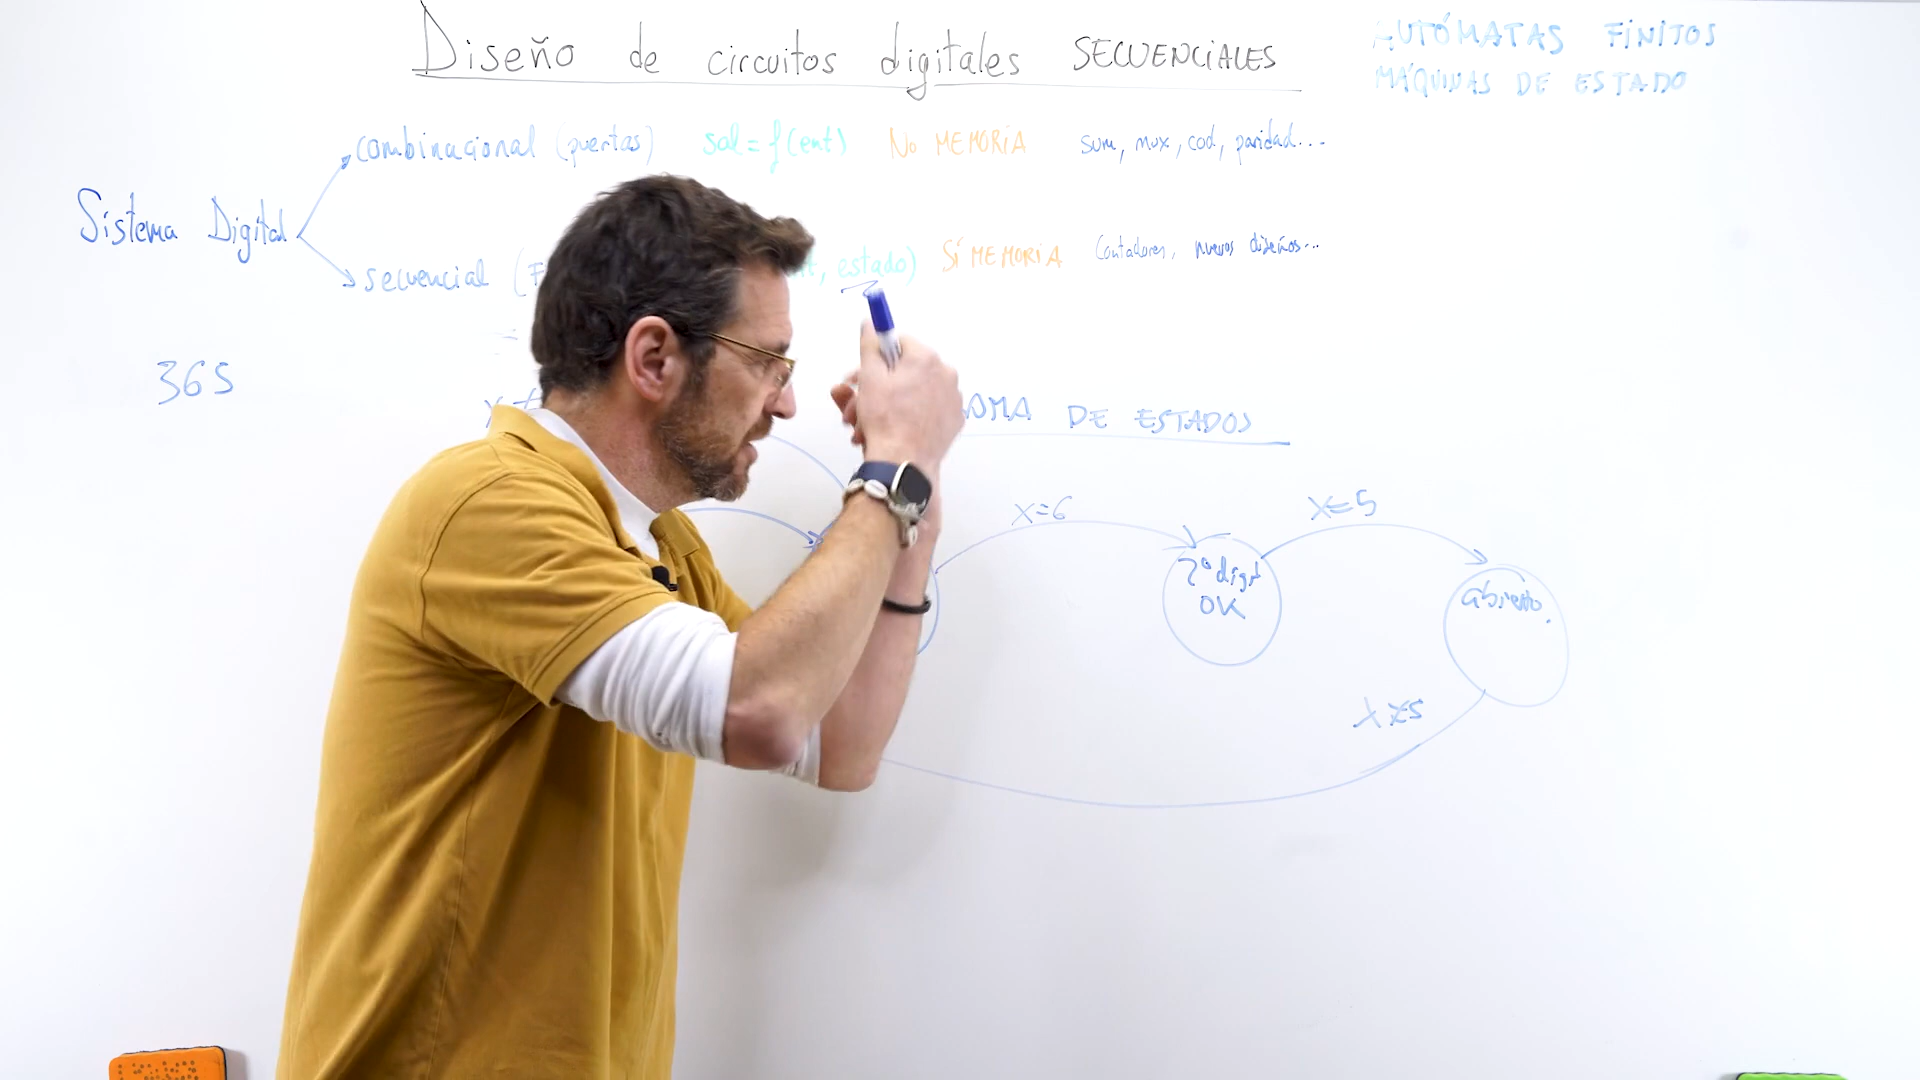 Diseño de circuitos digitales SECUENCIALES
AUTÓMATAS FINITOS
MÁQUINAS DE ESTADO
combinacional (puertas) sal = f(ent) No MEMORIA sum, mux, cod, paridad...
Sistema Digital
secuencial (F , estado) SÍ MEMORIA Contadores, nuevos diseños...
365
DE ESTADOS
x=6
x=5
2º digit
OK
abierto.